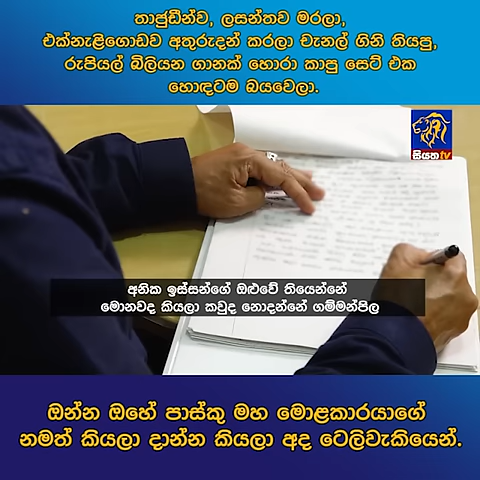 තාජුඩීන්ව, ලසන්තව මරලා,
එක්නැළිගොඩව අතුරුදන් කරලා චැනල් ගිනි තියපු,
රුපියල් බිලියන ගානක් හොරා කාපු සෙට් එක
හොඳටම බයවෙලා.
සියත tv
අනික ඉස්සන්ගේ ඔළුවේ තියෙන්නේ
මොනවද කියලා කවුද නොදන්නේ ගම්මන්පිල
ඔන්න ඔහේ පාස්කු මහ මොළකාරයාගේ
නමත් කියලා දාන්න කියලා අද ටෙලිවැකියෙන්.